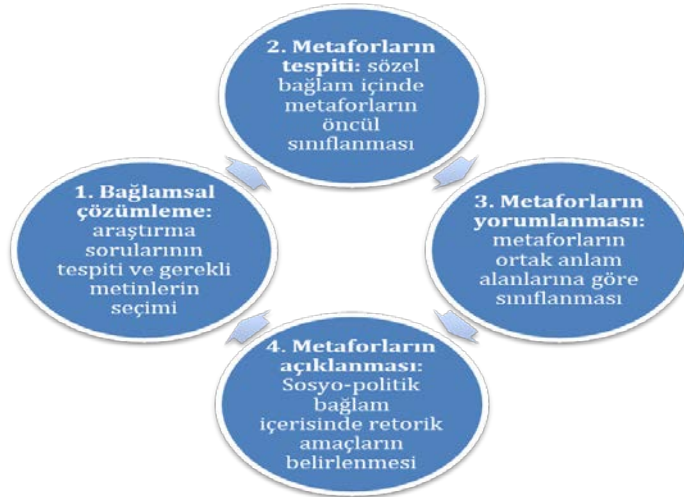 2. Metaforların
tespiti: sözel
bağlam içinde
metaforların
öncül
sınıflanması
1. Bağlamsal
çözümleme:
araştırma
sorularının
tespiti ve gerekli
metinlerin
seçimi
3. Metaforların
yorumlanması:
metaforların
ortak anlam
alanlarına göre
sınıflanması
4. Metaforların
açıklanması:
Sosyo-politik
bağlam
içerisinde retorik
amaçların
belirlenmesi